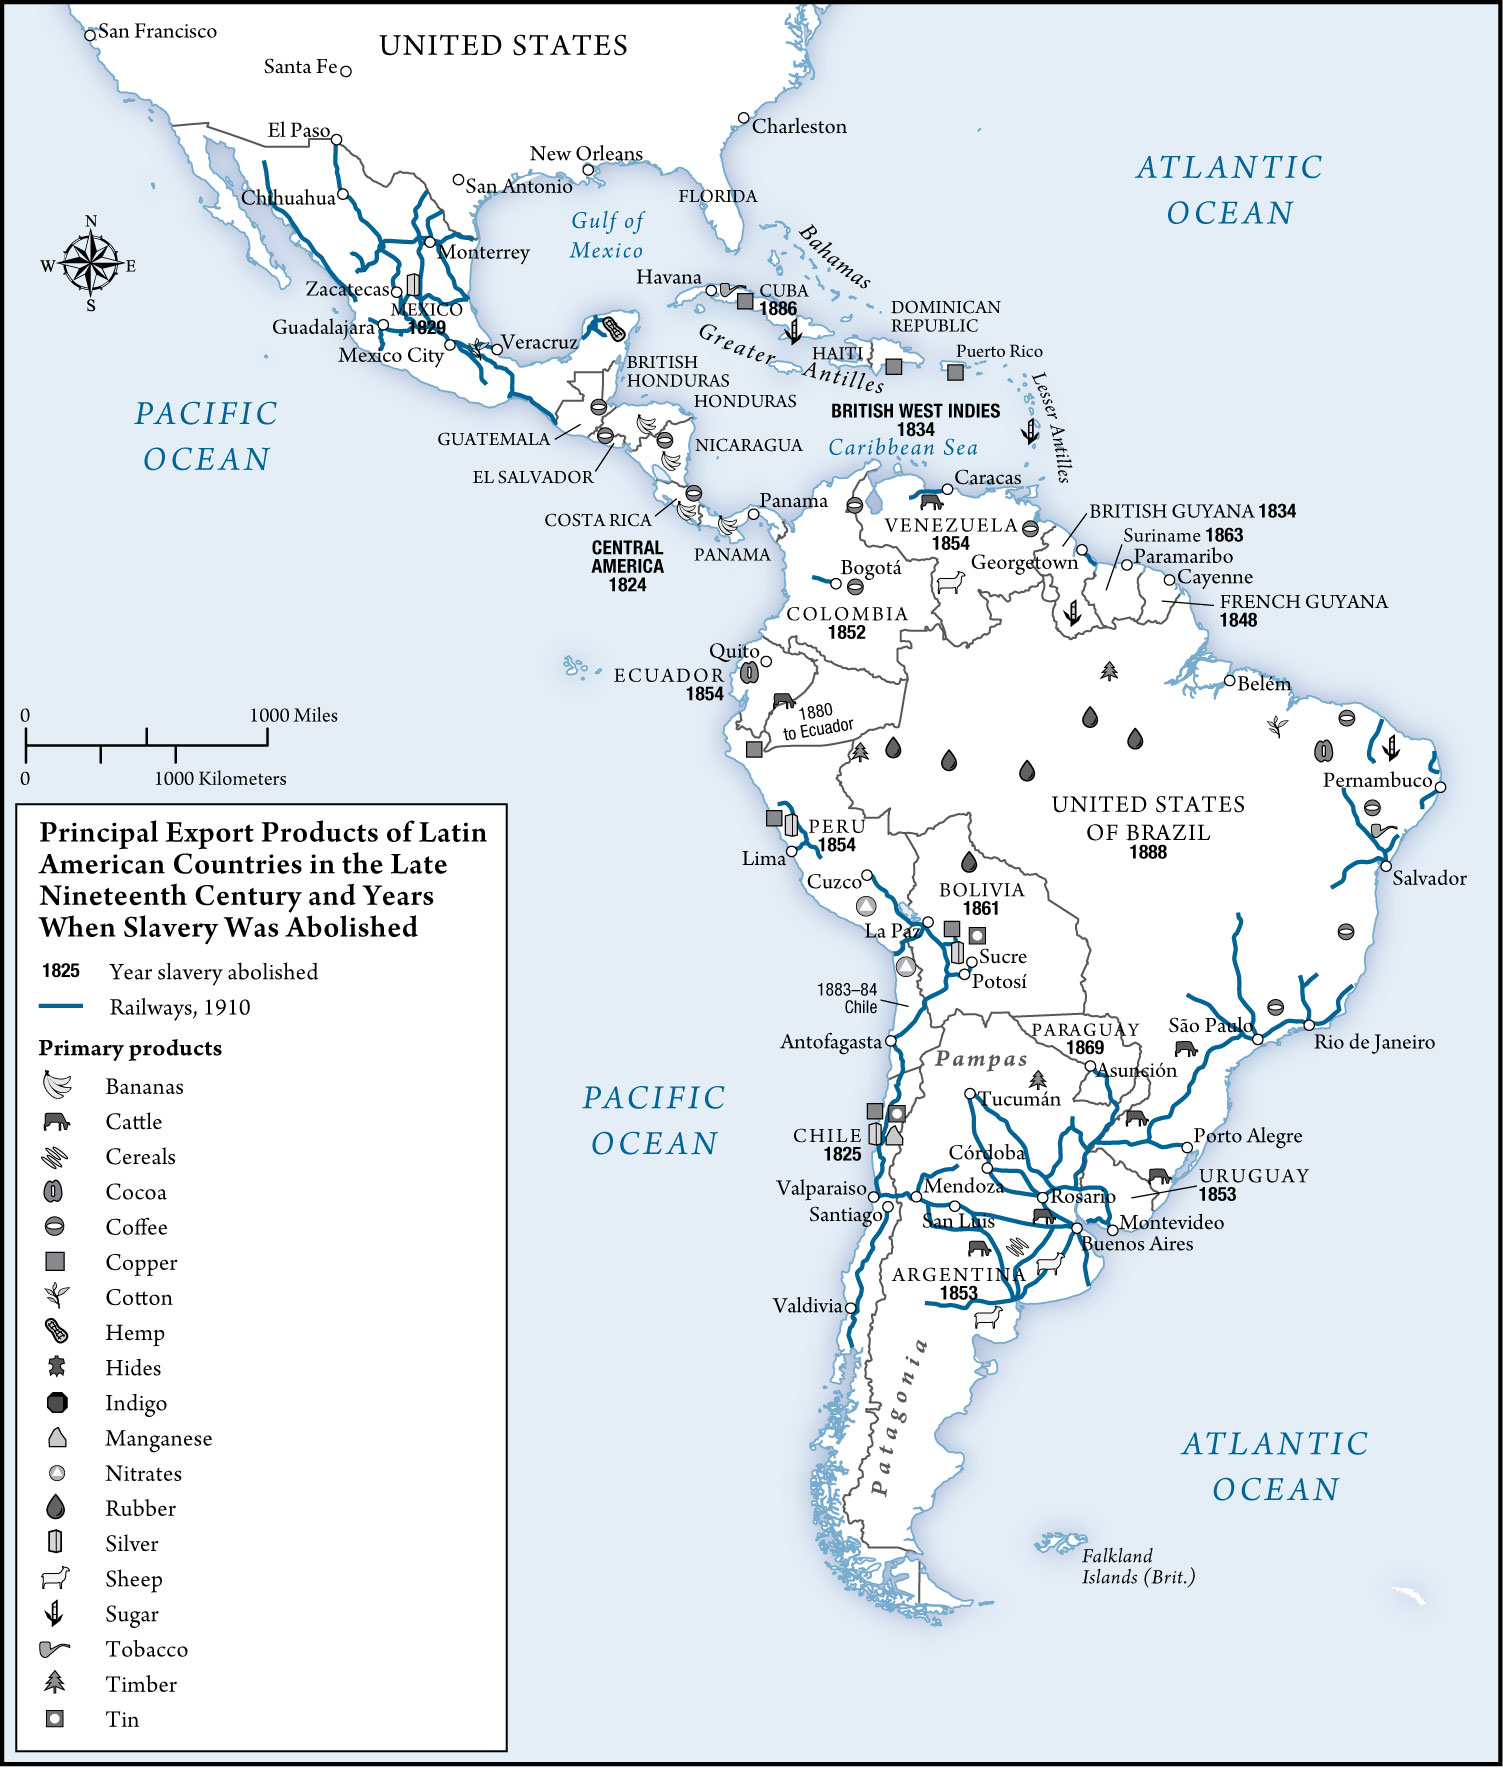 San Francisco
UNITED STATES
Santa Fe
El Paso
Charleston
New Orleans
San Antonio
Chihuahua
FLORIDA
ATLANTIC
OCEAN
Gulf of
Mexico
Bahamas
N
W
E
S
Monterrey
Havana
CUBA
1886
Zacatecas
MEXICO
1829
DOMINICAN
REPUBLIC
Guadalajara
Veracruz
Mexico City
Greater
Antilles
HAITI
Puerto Rico
BRITISH
HONDURAS
HONDURAS
Lesser Antilles
PACIFIC
OCEAN
BRITISH WEST INDIES
1834
Caribbean Sea
GUATEMALA
NICARAGUA
EL SALVADOR
Caracas
Panama
COSTA RICA
VENEZUELA
1854
BRITISH GUYANA 1834
Suriname 1863
CENTRAL
AMERICA
1824
PANAMA
Georgetown
Paramaribo
Bogotá
Cayenne
COLOMBIA
1852
FRENCH GUYANA
1848
Quito
ECUADOR
1854
Belém
1880
to Ecuador
0
1000 Miles
0
1000 Kilometers
Pernambuco
UNITED STATES
OF BRAZIL
1888
PERU
1854
Lima
Cuzco
BOLIVIA
1861
Salvador
La Paz
Sucre
Potosí
1883–84
Chile
PARAGUAY
1869
São Paulo
Antofagasta
Rio de Janeiro
Pampas
Asunción
Tucumán
PACIFIC
OCEAN
CHILE
1825
Porto Alegre
Córdoba
URUGUAY
1853
Valparaiso
Mendoza
Rosario
Santiago
San Luis
Montevideo
Buenos Aires
ARGENTINA
1853
Valdivia
Patagonia
ATLANTIC
OCEAN
Falkland
Islands (Brit.)
Principal Export Products of Latin
American Countries in the Late
Nineteenth Century and Years
When Slavery Was Abolished
1825 Year slavery abolished
Railways, 1910
Primary products
Bananas
Cattle
Cereals
Cocoa
Coffee
Copper
Cotton
Hemp
Hides
Indigo
Manganese
Nitrates
Rubber
Silver
Sheep
Sugar
Tobacco
Timber
Tin